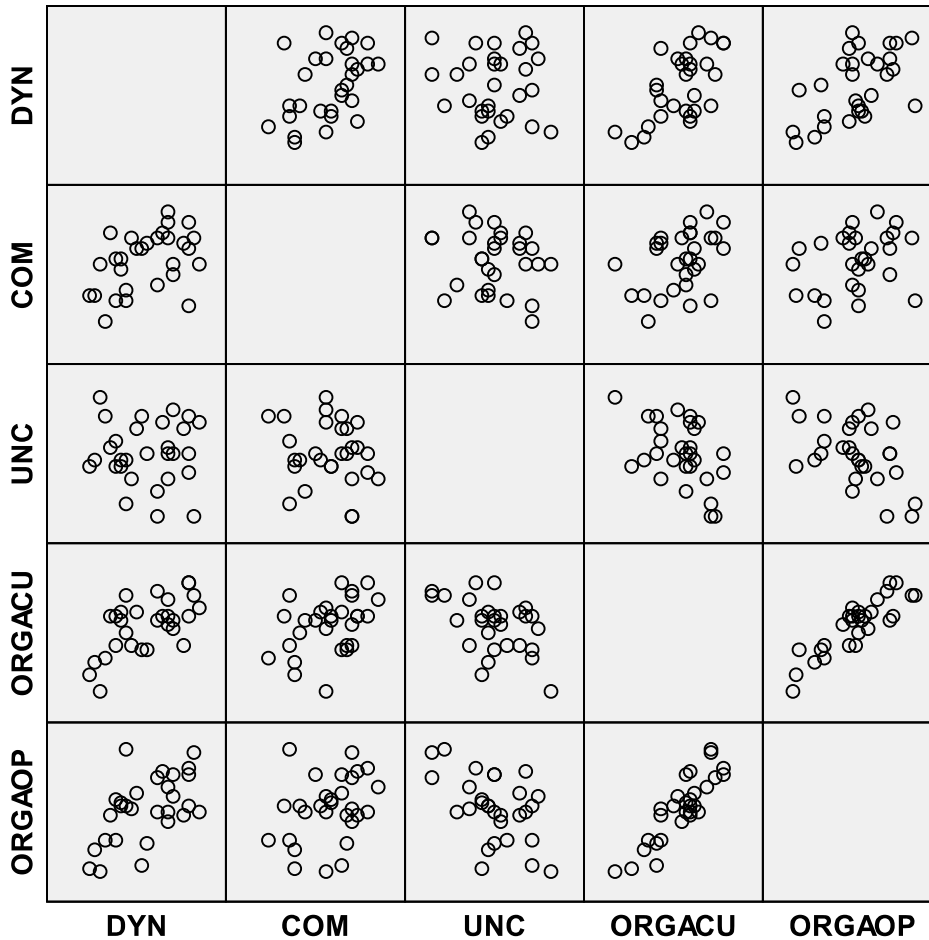 DYN
COM
UNC
ORGACU
ORGAOP
DYN COM UNC ORGACU ORGAOP